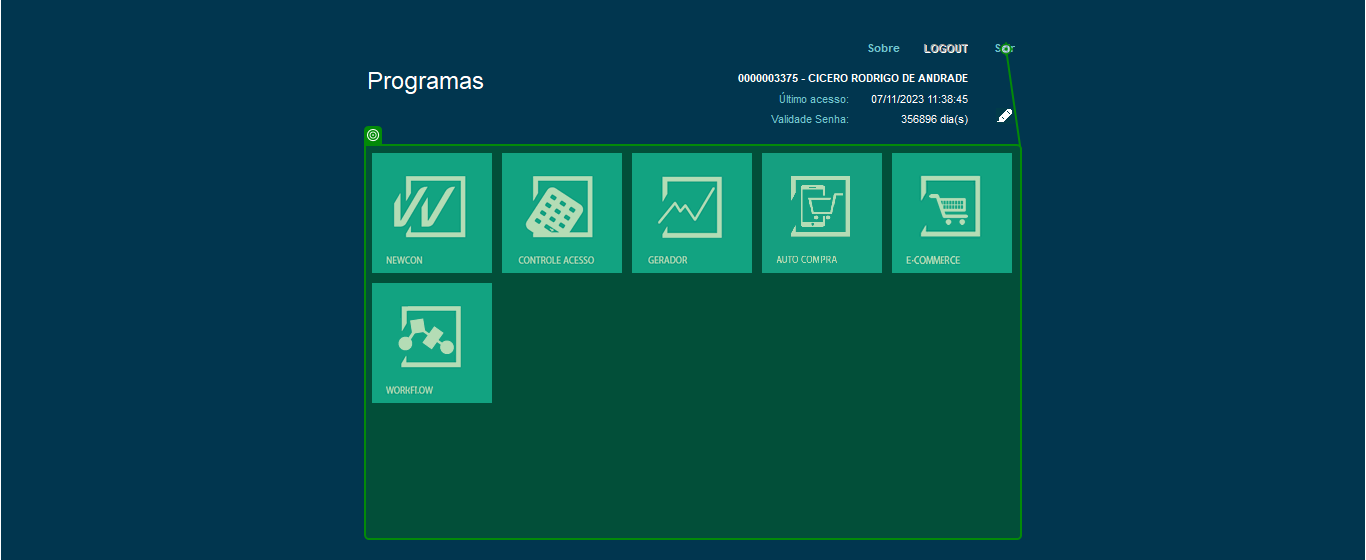 Sobre LOGOUT
Programas
0000003375 - CICERO RODRIGO DE ANDRADE
Último acesso: 07/11/2023 11:38:45
Validade Senha: 356896 dia(s)
NEWCON CONTROLE ACESSO GERADOR AUTO COMPRA E-COMMERCE
WORKFLOW